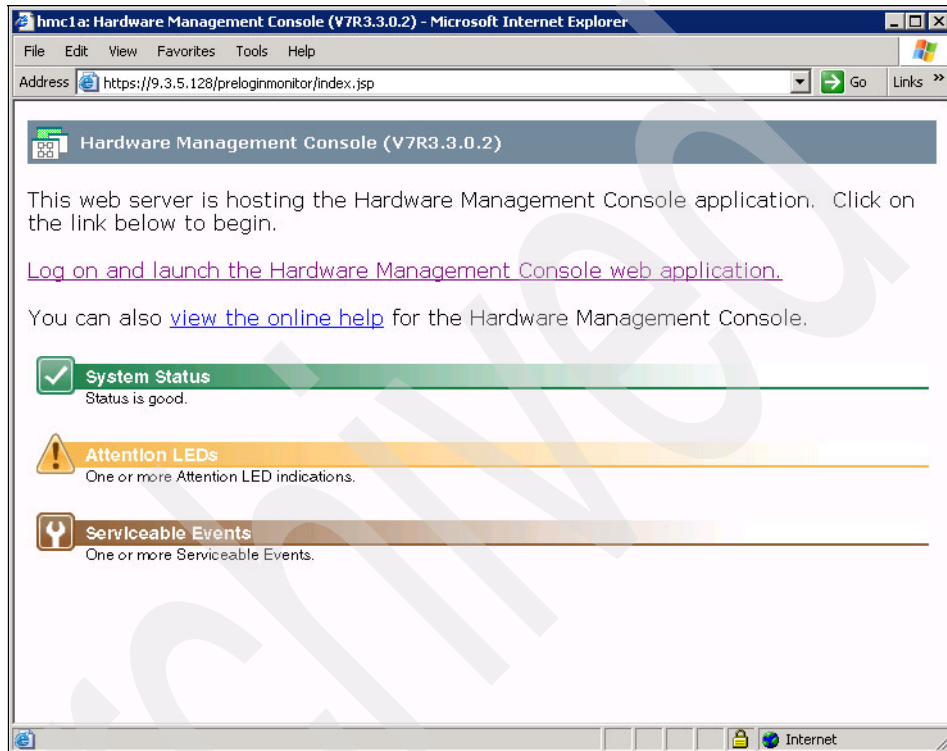 hmc1a: Hardware Management Console (V7R3.3.0.2) - Microsoft Internet Explorer
File Edit View Favorites Tools Help
Address https://9.3.5.128/preloginmonitor/index.jsp Go Links »
Hardware Management Console (V7R3.3.0.2)
This web server is hosting the Hardware Management Console application. Click on
the link below to begin.
Log on and launch the Hardware Management Console web application.
You can also view the online help for the Hardware Management Console.
System Status
Status is good.
Attention LEDs
One or more Attention LED indications.
Serviceable Events
One or more Serviceable Events.
Internet
rchived